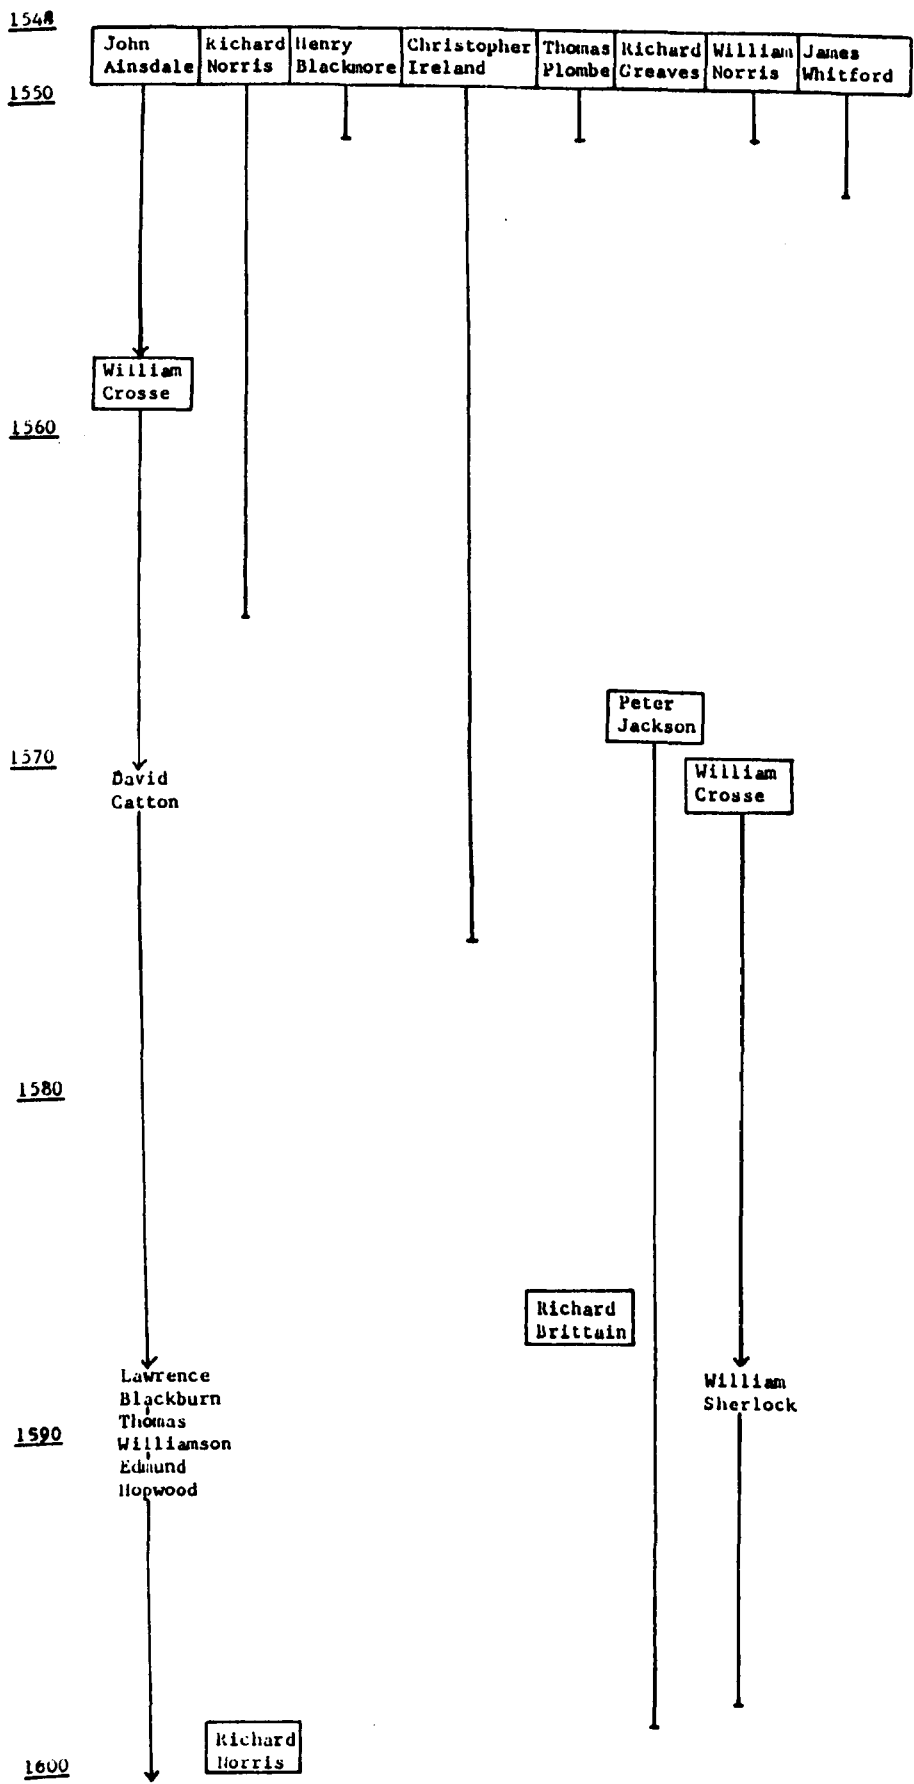 1548
John
Ainsdale
Richard
Norris
Henry
Blackmore
Christopher
Ireland
Thomas
Plombe
Richard
Greaves
William
Norris
James
Whitford
1550
William
Crosse
1560
Peter
Jackson
1570
David
Catton
William
Crosse
1580
Richard
Brittain
Lawrence
Blackburn
Thomas
Williamson
Edmund
Hopwood
William
Sherlock
1590
Richard
Norris
1600